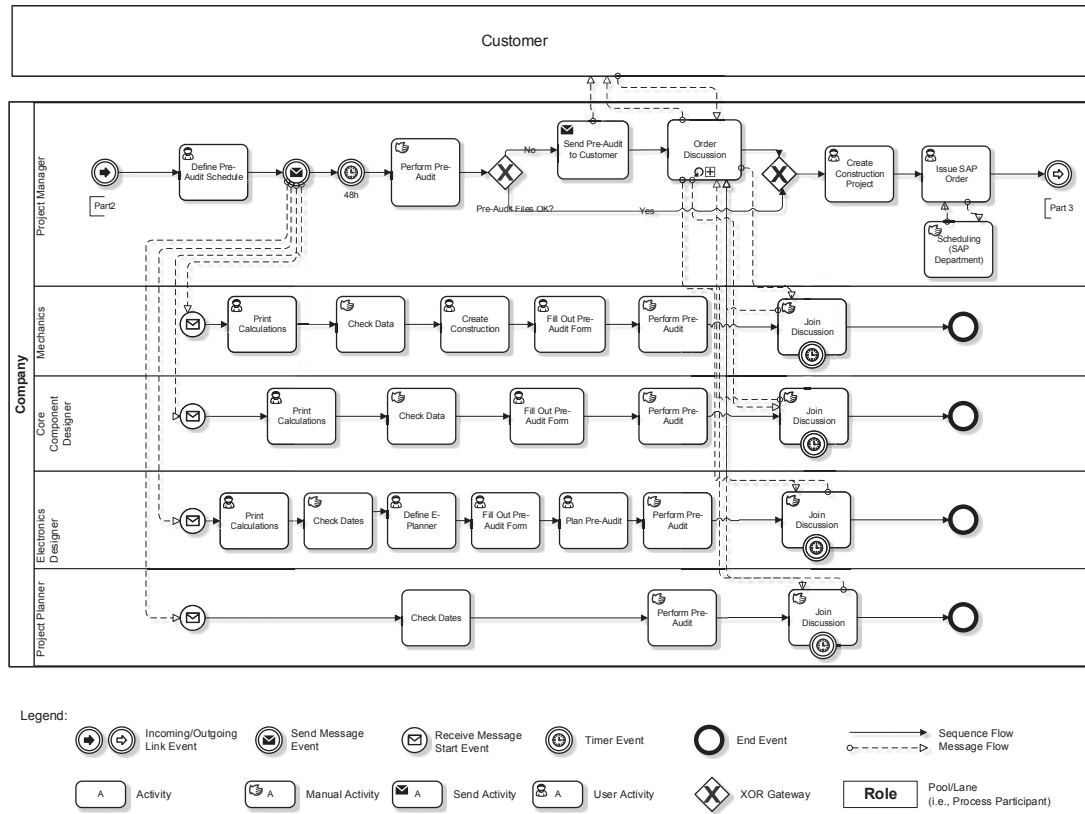 Customer
Company
Project Manager
Part2
Define Pre-
Audit Schedule
48h
Perform Pre-
Audit
X
No
Pre-Audit Files OK?
Yes
Send Pre-Audit
to Customer
Order
Discussion
X
Create
Construction
Project
Issue SAP
Order
Scheduling
(SAP
Department)
Part 3
Mechanics
Print
Calculations
Check Data
Create
Construction
Fill Out Pre-
Audit Form
Perform Pre-
Audit
Join
Discussion
Core
Component
Designer
Print
Calculations
Check Data
Fill Out Pre-
Audit Form
Perform Pre-
Audit
Join
Discussion
Electronics
Designer
Print
Calculations
Check Dates
Define E-
Planner
Fill Out Pre-
Audit Form
Plan Pre-Audit
Perform Pre-
Audit
Join
Discussion
Project Planner
Check Dates
Perform Pre-
Audit
Join
Discussion
Legend:
Incoming/Outgoing
Link Event
Send Message
Event
Receive Message
Start Event
Timer Event
End Event
Sequence Flow
Message Flow
A
Activity
A
Manual Activity
A
Send Activity
A
User Activity
X
XOR Gateway
Role
Pool/Lane
(i.e., Process Participant)